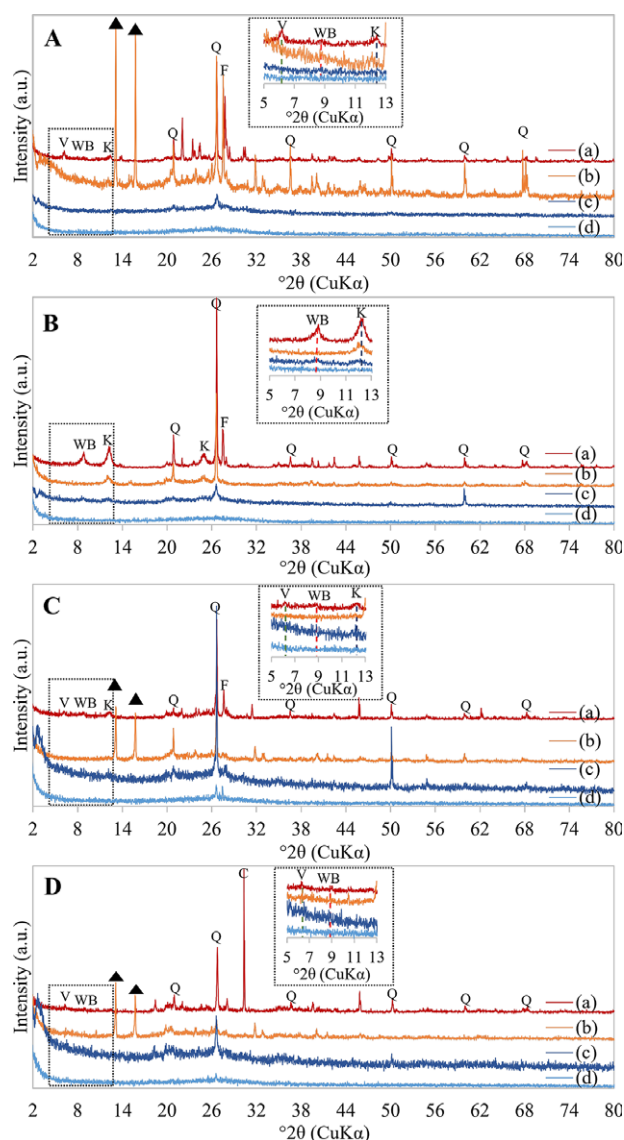 A
V WB K
5 7 9 11 13
°2θ (CuKα)
V WB K
Q
Q
F
Q
Q
Q
Q
(a)
(b)
(c)
(d)
Intensity (a.u.)
2 8 14 20 26 32 38 44 50 56 62 68 74 80
°2θ (CuKα)
B
WB K
5 7 9 11 13
°2θ (CuKα)
WB K
Q
K
Q
F
Q
Q
Q
Q
(a)
(b)
(c)
(d)
Intensity (a.u.)
2 8 14 20 26 32 38 44 50 56 62 68 74 80
°2θ (CuKα)
C
V WB K
5 7 9 11 13
°2θ (CuKα)
V WB K
Q
Q
F
Q
Q
Q
Q
(a)
(b)
(c)
(d)
Intensity (a.u.)
2 8 14 20 26 32 38 44 50 56 62 68 74 80
°2θ (CuKα)
D
V WB
5 7 9 11 13
°2θ (CuKα)
V WB
Q
Q
C
Q
Q
Q
Q
(a)
(b)
(c)
(d)
Intensity (a.u.)
2 8 14 20 26 32 38 44 50 56 62 68 74 80
°2θ (CuKα)